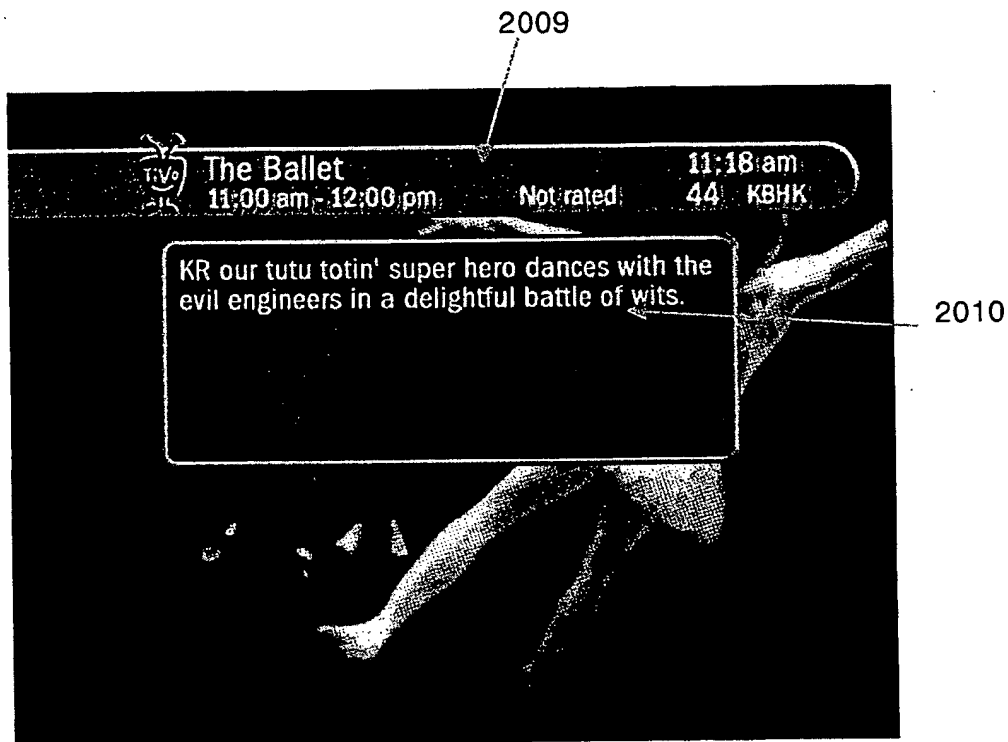 2009
TiVo The Ballet 11:18 am
11:00 am - 12:00 pm Not rated 44 KBHK
KR our tutu totin' super hero dances with the
evil engineers in a delightful battle of wits.
2010